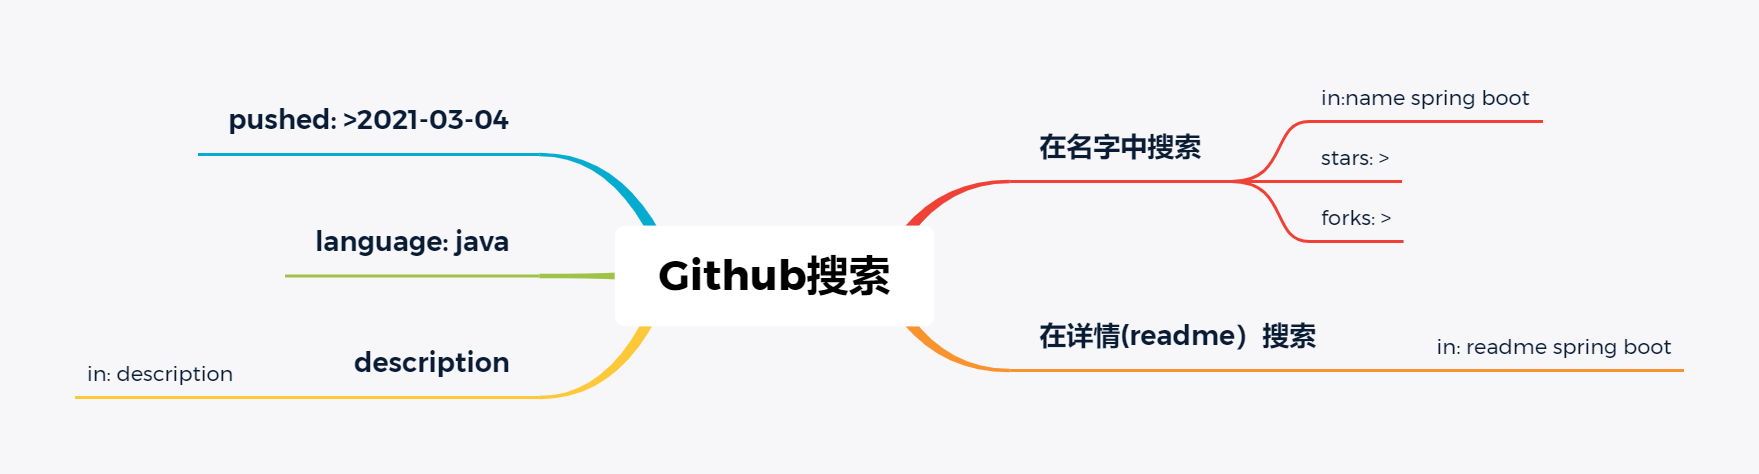 Github搜索
在名字中搜索
in:name spring boot
stars: >
forks: >
在详情(readme）搜索
in: readme spring boot
pushed: >2021-03-04
language: java
description
in: description